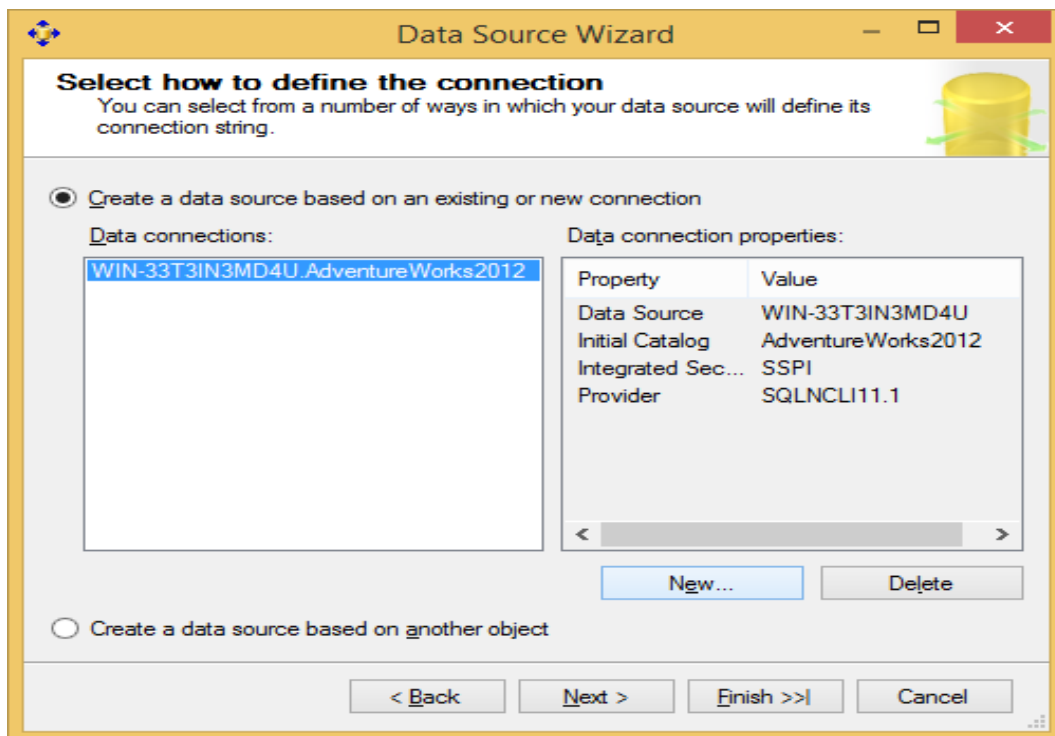 Data Source Wizard
Select how to define the connection
You can select from a number of ways in which your data source will define its
connection string.
Create a data source based on an existing or new connection
Data connections:
WIN-33T3IN3MD4U.AdventureWorks2012
Data connection properties:
Property Value
Data Source WIN-33T3IN3MD4U
Initial Catalog AdventureWorks2012
Integrated Sec... SSPI
Provider SQLNCLI11.1
New...
Delete
Create a data source based on another object
< Back
Next >
Finish >>|
Cancel